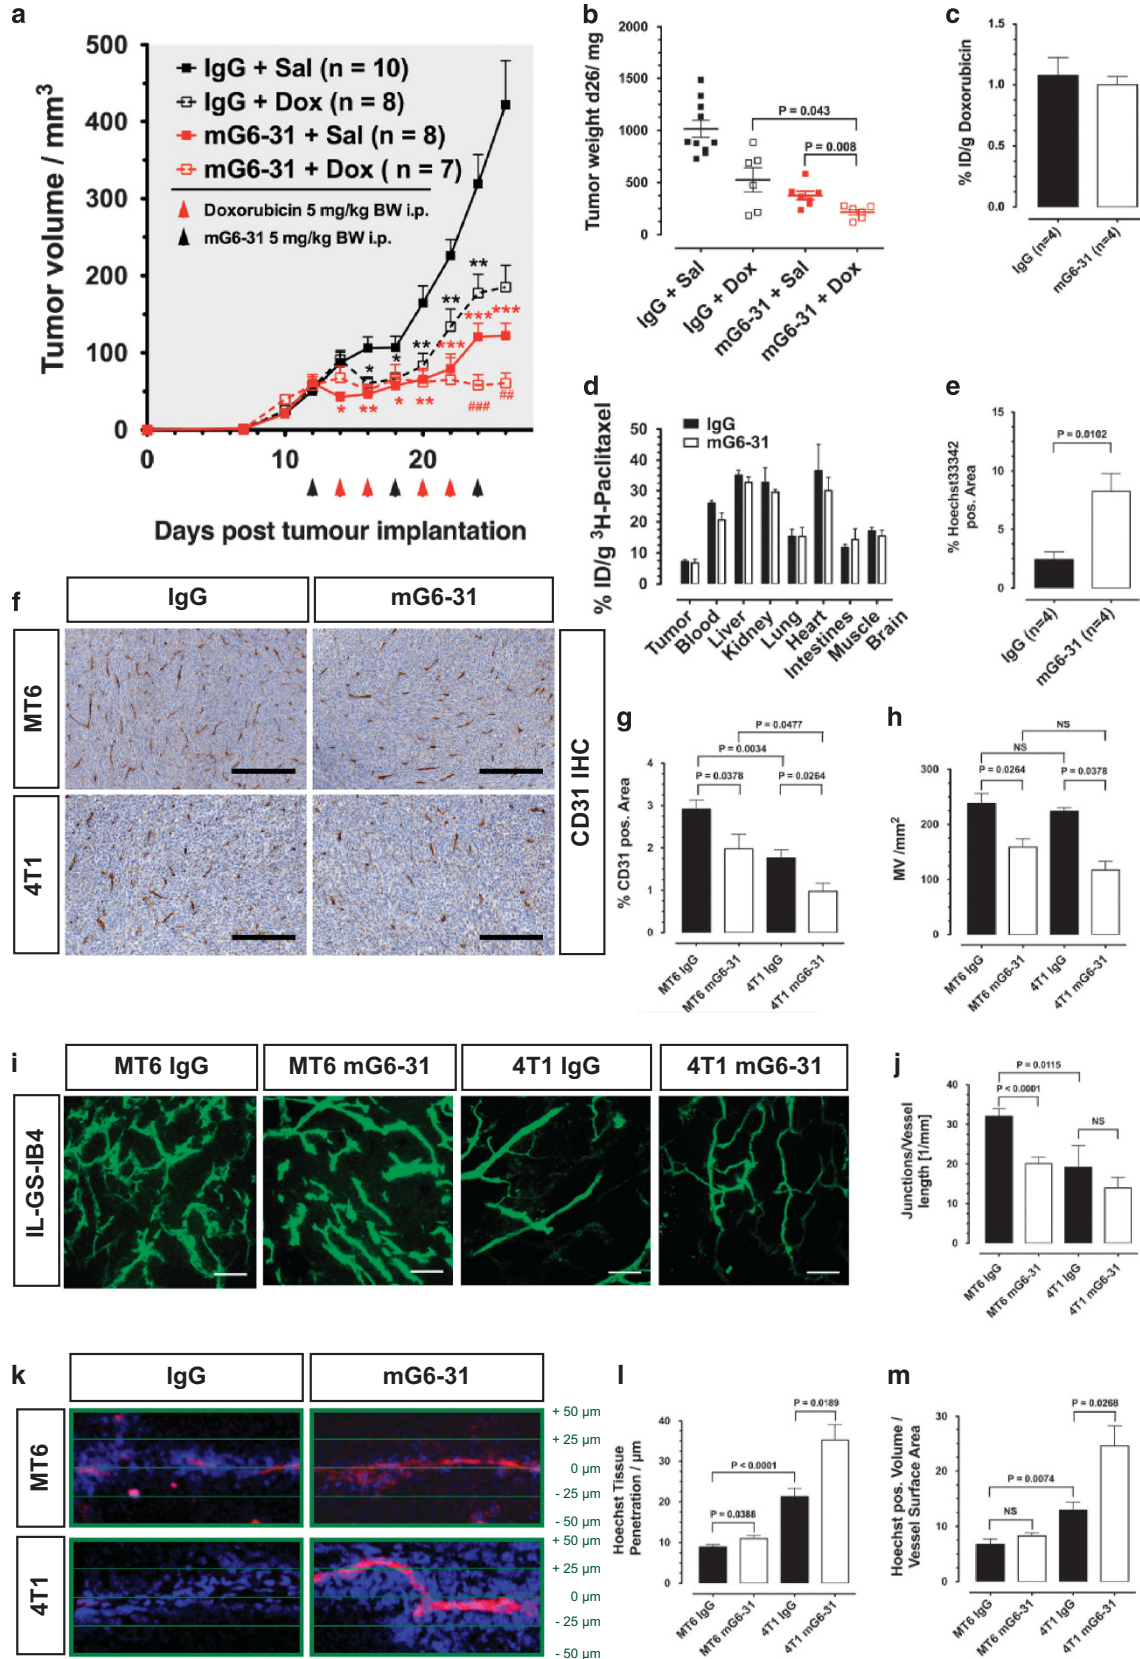 a
500
400
300
200
100
0
Tumor volume / mm³
IgG + Sal (n = 10)
IgG + Dox (n = 8)
mG6-31 + Sal (n = 8)
mG6-31 + Dox ( n = 7)
Doxorubicin 5 mg/kg BW i.p.
mG6-31 5 mg/kg BW i.p.
** ** *** *** * * ** *** * ** * ** ### ##
0 10 20
Days post tumour implantation
b
2000
1500
1000
500
0
Tumor weight d26/ mg
P = 0.043
P = 0.008
IgG + Sal
IgG + Dox
mG6-31 + Sal
mG6-31 + Dox
c
1.5
1.0
0.5
0.0
% ID/g Doxorubicin
IgG (n=4)
mG6-31 (n=4)
d
IgG
mG6-31
50
40
30
20
10
0
% ID/g ³H-Paclitaxel
Tumor
Blood
Liver
Kidney
Lung
Heart
Intestines
Muscle
Brain
e
15
10
5
0
% Hoechst33342
pos. Area
P = 0.0102
IgG (n=4)
mG6-31 (n=4)
f
IgG
mG6-31
MT6
4T1
CD31 IHC
g
P = 0.0477
P = 0.0034
P = 0.0378
P = 0.0264
4
3
2
1
0
% CD31 pos. Area
MT6 IgG
MT6 mG6-31
4T1 IgG
4T1 mG6-31
h
NS
NS
P = 0.0264
P = 0.0378
300
200
100
0
MV /mm²
MT6 IgG
MT6 mG6-31
4T1 IgG
4T1 mG6-31
i
MT6 IgG
MT6 mG6-31
4T1 IgG
4T1 mG6-31
IL-GS-IB4
j
P = 0.0115
P < 0.0001
NS
40
30
20
10
0
Junctions/Vessel
length [1/mm]
MT6 IgG
MT6 mG6-31
4T1 IgG
4T1 mG6-31
k
IgG
mG6-31
MT6
+ 50 µm
+ 25 µm
0 µm
- 25 µm
- 50 µm
4T1
+ 50 µm
+ 25 µm
0 µm
- 25 µm
- 50 µm
l
P = 0.0189
P < 0.0001
P = 0.0388
40
30
20
10
0
Hoechst Tissue
Penetration / µm
MT6 IgG
MT6 mG6-31
4T1 IgG
4T1 mG6-31
m
P = 0.0268
P = 0.0074
NS
30
20
10
0
Hoechst pos. Volume /
Vessel Surface Area
MT6 IgG
MT6 mG6-31
4T1 IgG
4T1 mG6-31